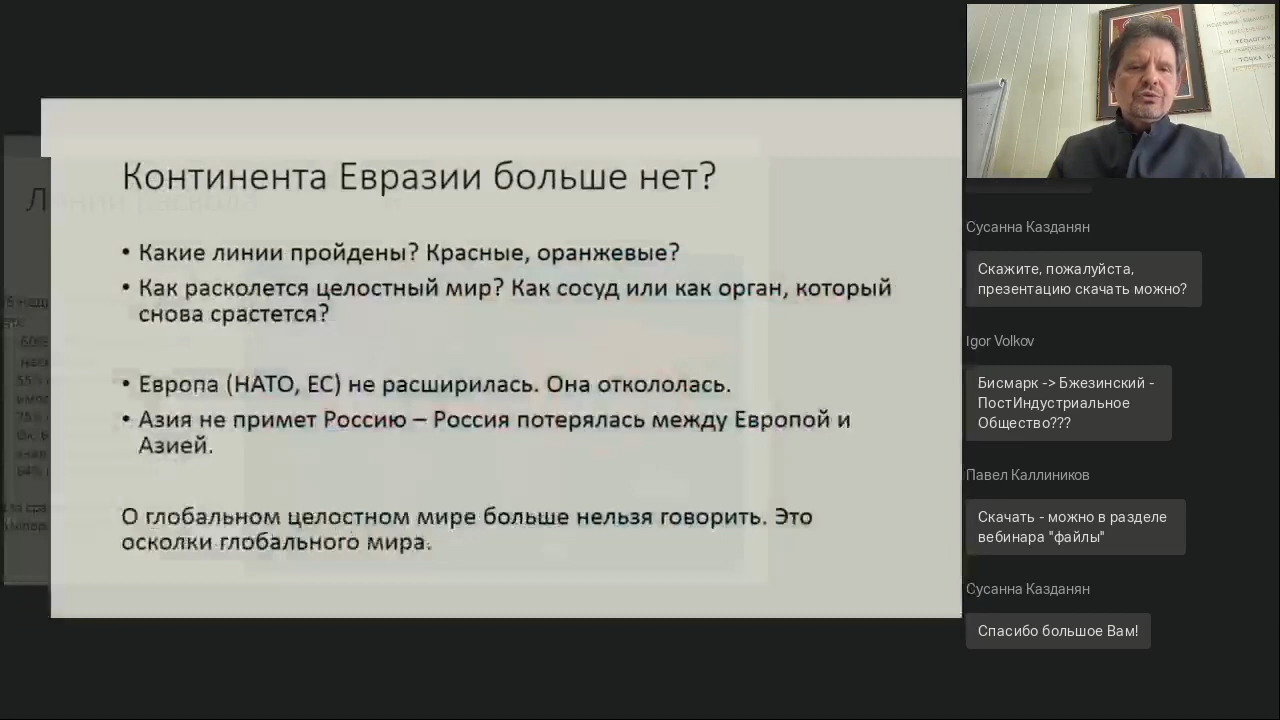 Континента Евразии больше нет?
• Какие линии пройдены? Красные, оранжевые?
• Как расколется целостный мир? Как сосуд или как орган, который
снова срастется?
• Европа (НАТО, ЕС) не расширилась. Она откололась.
• Азия не примет Россию – Россия потерялась между Европой и
Азией.
О глобальном целостном мире больше нельзя говорить. Это
осколки глобального мира.
Сусанна Казданян
Скажите, пожалуйста,
презентацию скачать можно?
Igor Volkov
Бисмарк -> Бжезинский -
ПостИндустриальное
Общество???
Павел Каллиников
Скачать - можно в разделе
вебинара "файлы"
Сусанна Казданян
Спасибо большое Вам!